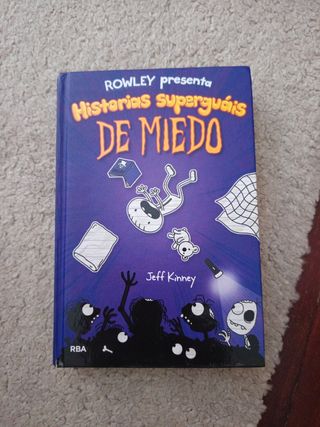 ROWLEY presenta
Historias superguáis
DE MIEDO
Jeff Kinney
RBA